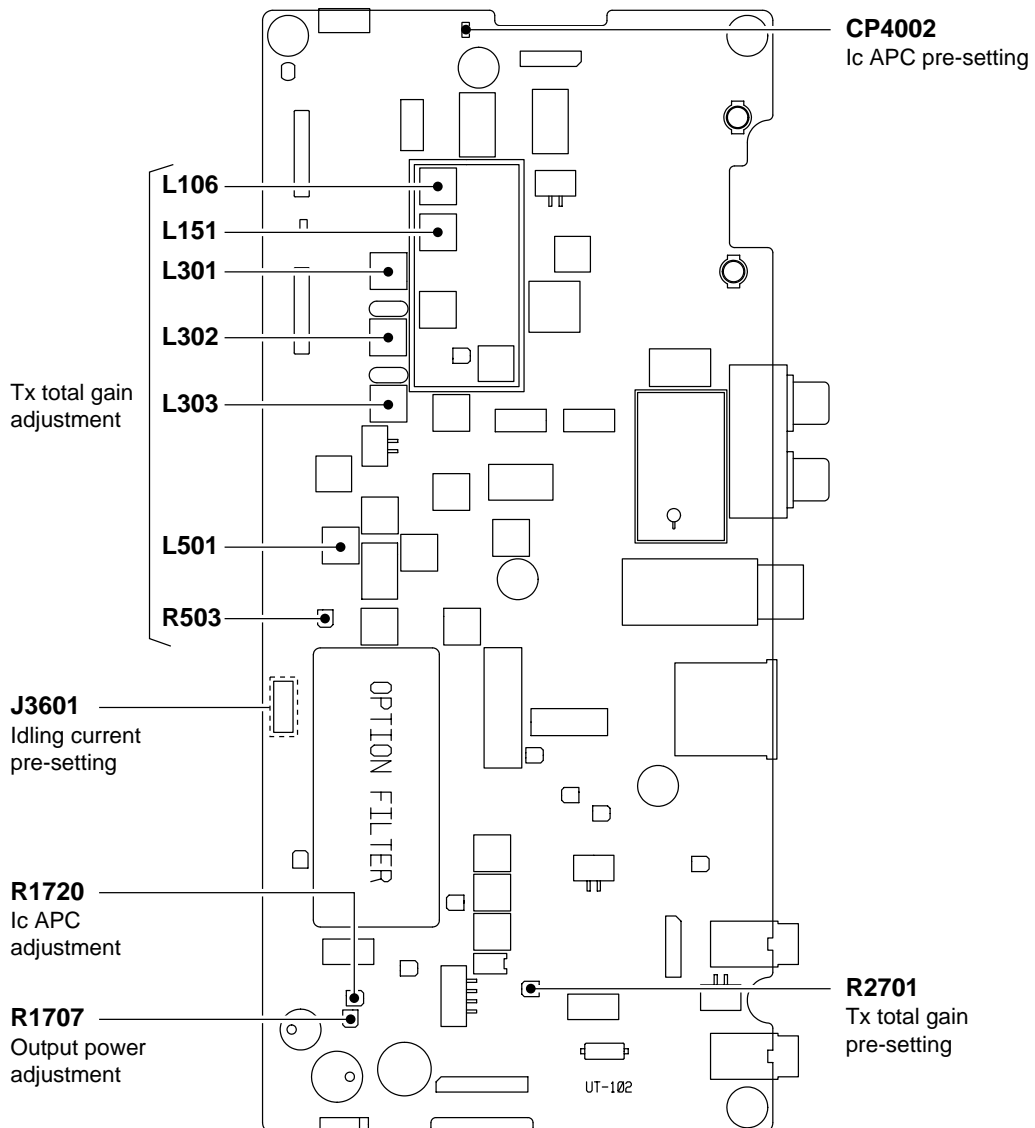 CP4002
Ic APC pre-setting
L106
L151
L301
L302
Tx total gain
adjustment
L303
L501
R503
J3601
Idling current
pre-setting
OPTION FILTER
R1720
Ic APC
adjustment
R1707
Output power
adjustment
R2701
Tx total gain
pre-setting
UT-102